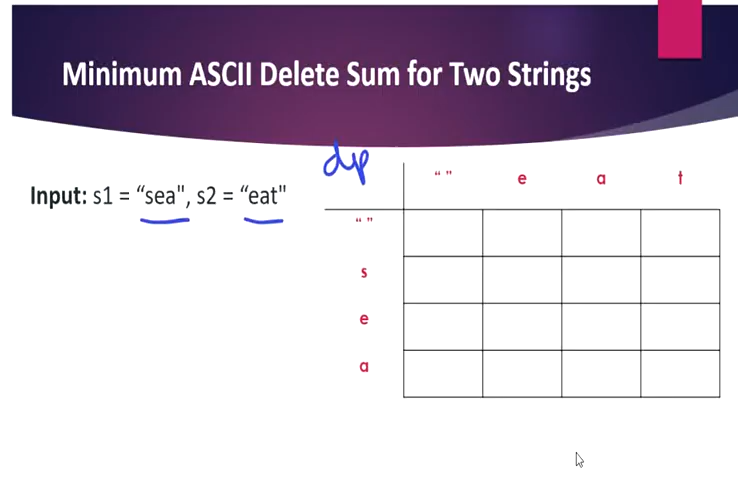 Minimum ASCII Delete Sum for Two Strings
dp
Input: s1 = “sea", s2 = “eat"
“ ” e a t
“ ”
s
e
a